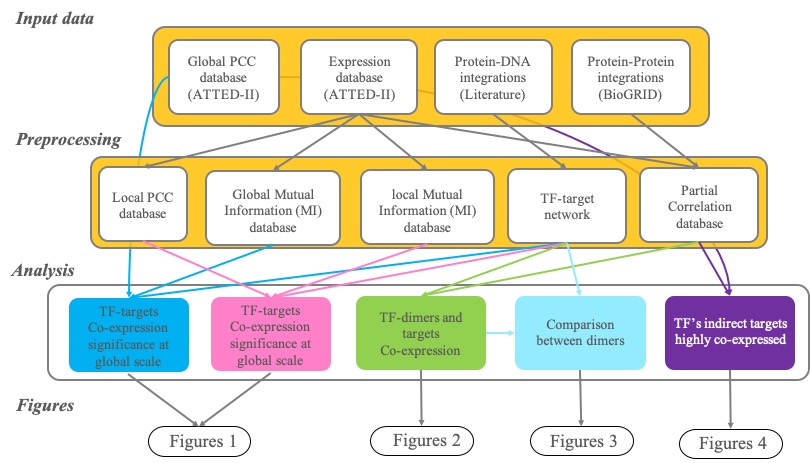 Input data
Global PCC
database
(ATTED-II)
Expression
database
(ATTED-II)
Protein-DNA
integrations
(Literature)
Protein-Protein
integrations
(BioGRID)
Preprocessing
Local PCC
database
Global Mutual
Information (MI)
database
local Mutual
Information (MI)
database
TF-target
network
Partial
Correlation
database
Analysis
TF-targets
Co-expression
significance at
global scale
TF-targets
Co-expression
significance at
global scale
TF-dimers and
targets
Co-expression
Comparison
between dimers
TF's indirect targets
highly co-expressed
Figures
Figures 1
Figures 2
Figures 3
Figures 4